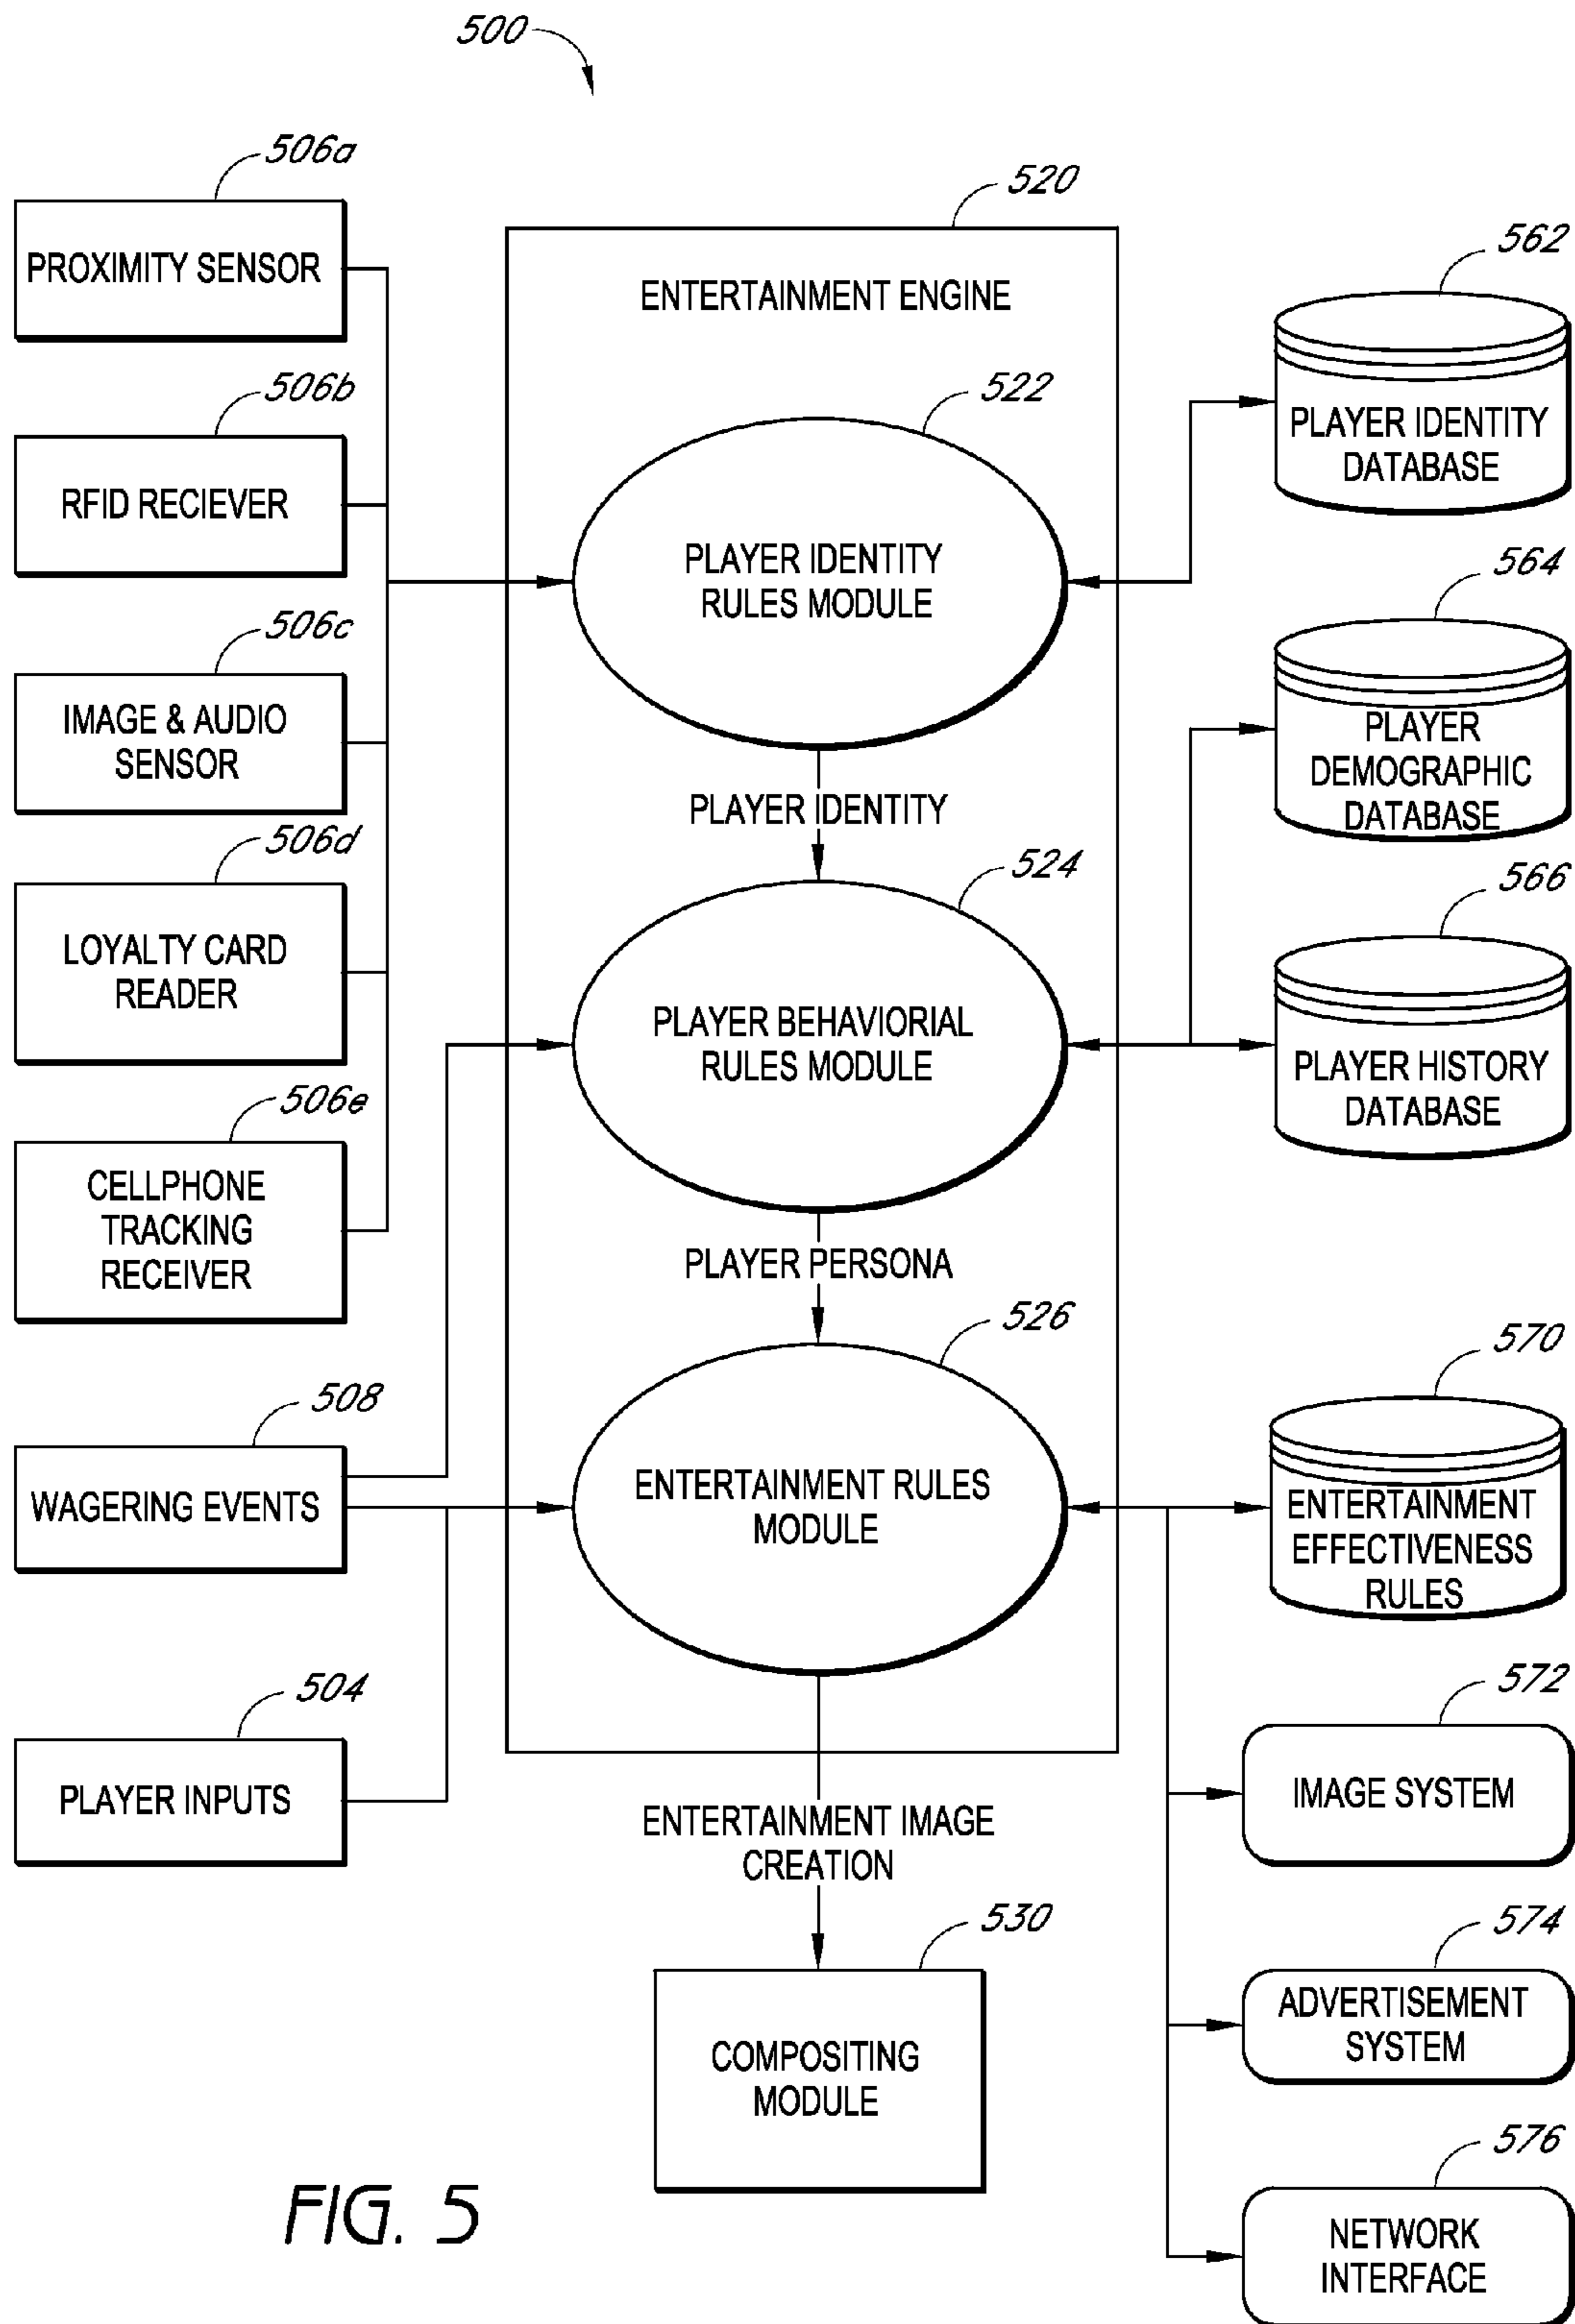 500
506a
PROXIMITY SENSOR
506b
RFID RECIEVER
506c
IMAGE & AUDIO
SENSOR
506d
LOYALTY CARD
READER
506e
CELLPHONE
TRACKING
RECEIVER
508
WAGERING EVENTS
504
PLAYER INPUTS
520
ENTERTAINMENT ENGINE
522
PLAYER IDENTITY
RULES MODULE
PLAYER IDENTITY
524
PLAYER BEHAVIORIAL
RULES MODULE
PLAYER PERSONA
526
ENTERTAINMENT RULES
MODULE
ENTERTAINMENT IMAGE
CREATION
530
COMPOSITING
MODULE
562
PLAYER IDENTITY
DATABASE
564
PLAYER
DEMOGRAPHIC
DATABASE
566
PLAYER HISTORY
DATABASE
570
ENTERTAINMENT
EFFECTIVENESS
RULES
572
IMAGE SYSTEM
574
ADVERTISEMENT
SYSTEM
576
NETWORK
INTERFACE
FIG. 5